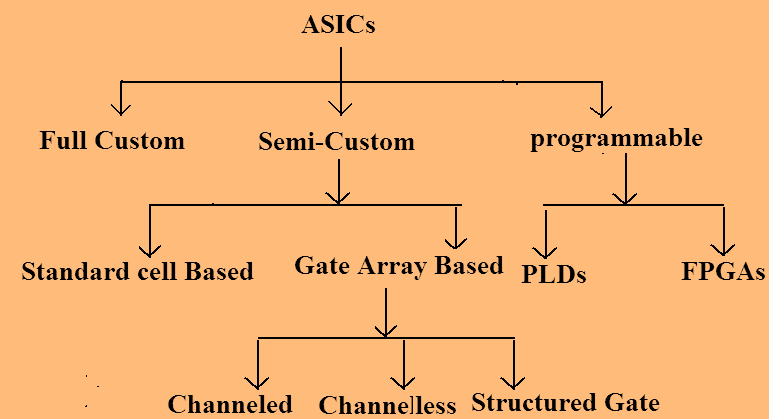 ASICs
Full Custom
Semi-Custom
programmable
Standard cell Based
Gate Array Based
PLDs
FPGAs
Channeled
Channelless
Structured Gate